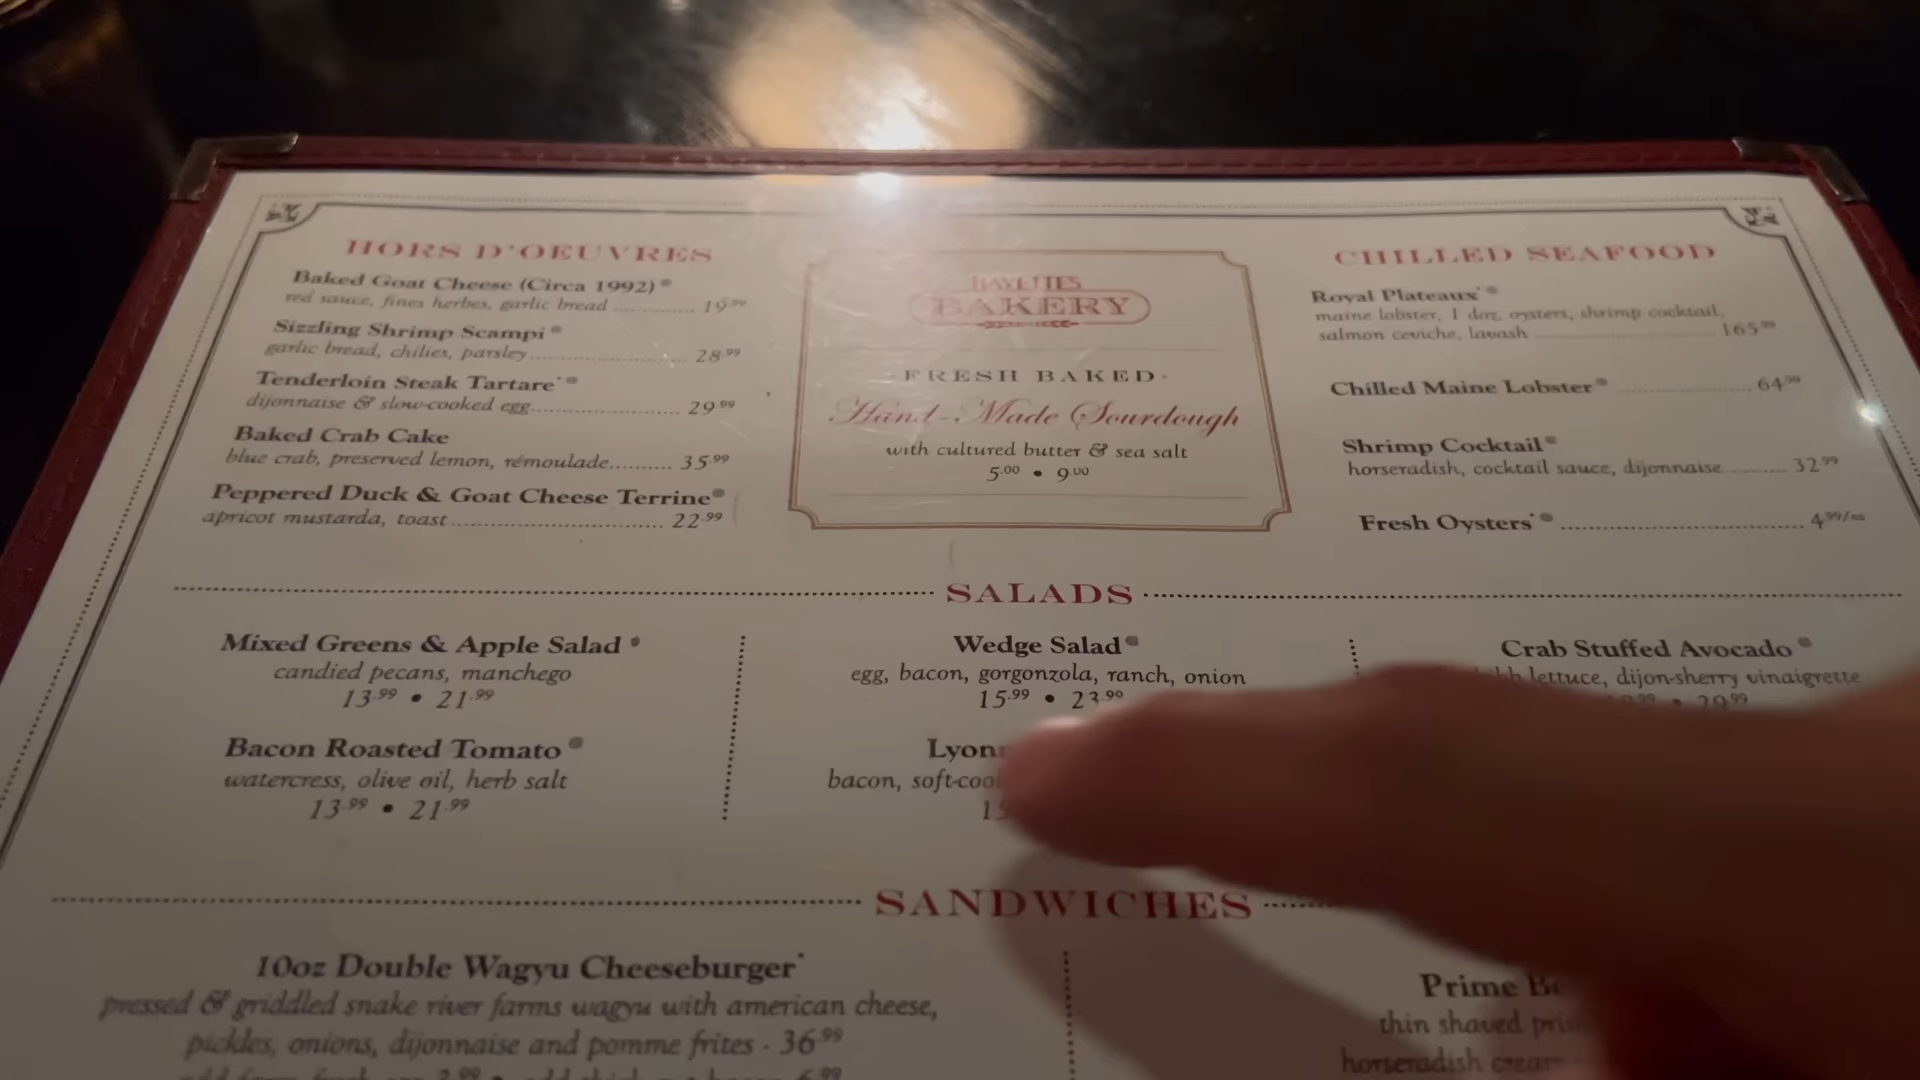 HORS D'OEUVRES
Baked Goat Cheese (Circa 1992)
red sauce, fines herbes, garlic bread 19.99
Sizzling Shrimp Scampi
garlic bread, chilies, parsley 28.99
Tenderloin Steak Tartare*
dijonnaise & slow-cooked egg 29.99
Baked Crab Cake
blue crab, preserved lemon, rémoulade 35.99
Peppered Duck & Goat Cheese Terrine
apricot mustarda, toast 22.99
BAVETTE'S
BAKERY
·FRESH BAKED·
Hand-Made Sourdough
with cultured butter & sea salt
5.00 • 9.00
CHILLED SEAFOOD
Royal Plateaux*
maine lobster, 1 doz. oysters, shrimp cocktail,
salmon ceviche, lavash 165.99
Chilled Maine Lobster 64.99
Shrimp Cocktail
horseradish, cocktail sauce, dijonnaise 32.99
Fresh Oysters* 4.99/ea
SALADS
Mixed Greens & Apple Salad
candied pecans, manchego
13.99 • 21.99
Bacon Roasted Tomato
watercress, olive oil, herb salt
13.99 • 21.99
Wedge Salad
egg, bacon, gorgonzola, ranch, onion
15.99 • 23.99
bacon,
Crab Stuffed Avocado
lettuce, dijon-sherry vinaigrette
29.99
SANDWICHES
10oz Double Wagyu Cheeseburger*
pressed & griddled snake river farms wagyu with american cheese,
pickles, onions, dijonnaise and pomme frites - 36.99
Prime
thin shaved
horseradish cream